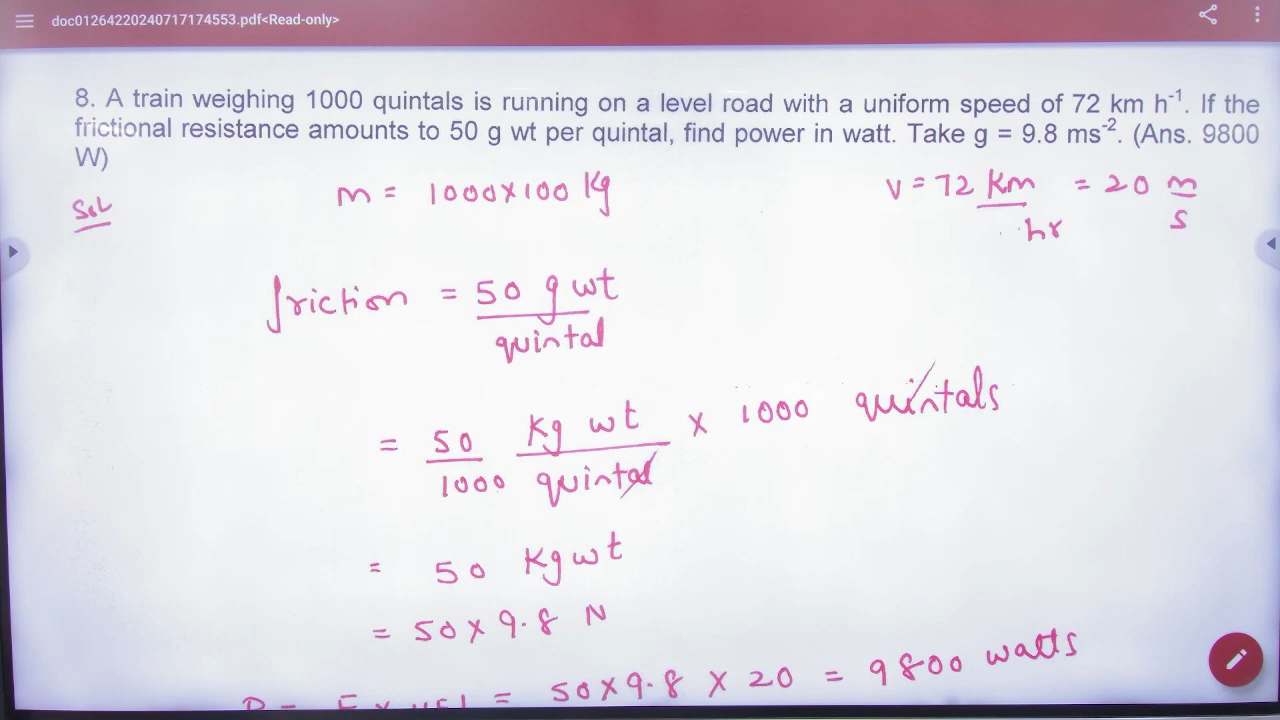 doc01264220240717174553.pdf<Read-only>
8. A train weighing 1000 quintals is running on a level road with a uniform speed of 72 km h⁻¹. If the
frictional resistance amounts to 50 g wt per quintal, find power in watt. Take g = 9.8 ms⁻². (Ans. 9800
W)
Sol
m = 1000×100 Kg
v = 72 Km/hr = 20 m/s
friction = 50 g wt/quintal
= 50/1000 Kg wt/quintal × 1000 quintals
= 50 Kg wt
= 50 × 9.8 N
P = F × vel = 50×9.8 × 20 = 9800 watts